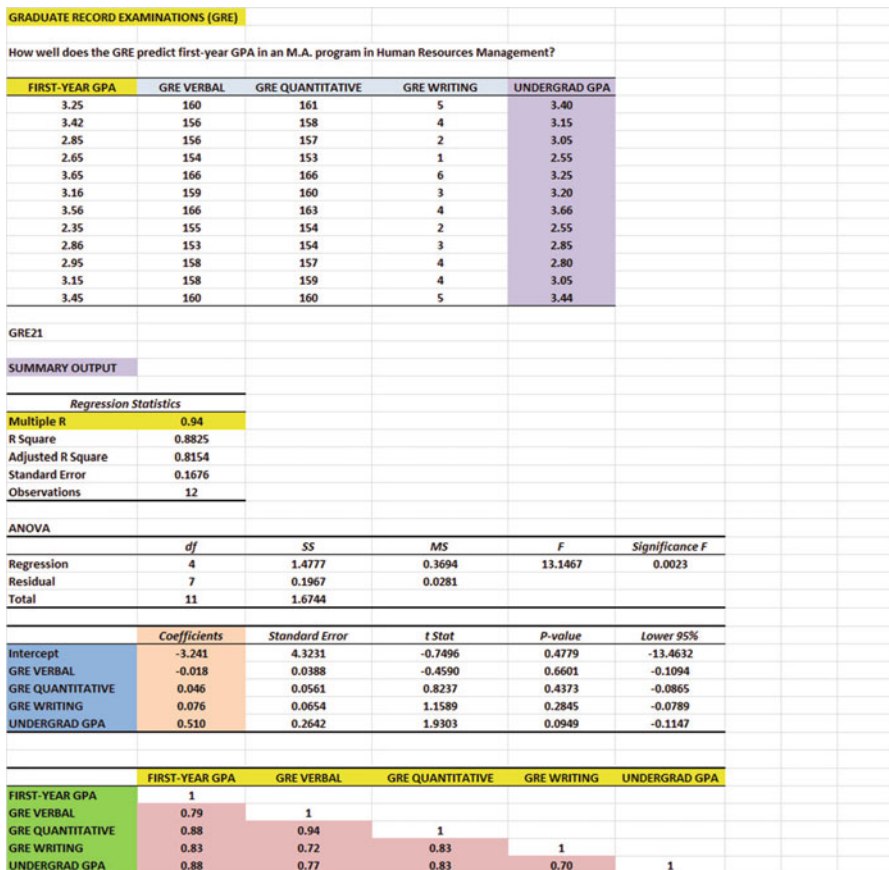 GRADUATE RECORD EXAMINATIONS (GRE)
How well does the GRE predict first-year GPA in an M.A. program in Human Resources Management?
FIRST-YEAR GPA GRE VERBAL GRE QUANTITATIVE GRE WRITING UNDERGRAD GPA
3.25 160 161 5 3.40
3.42 156 158 4 3.15
2.85 156 157 2 3.05
2.65 154 153 1 2.55
3.65 166 166 6 3.25
3.16 159 160 3 3.20
3.56 166 163 4 3.66
2.35 155 154 2 2.55
2.86 153 154 3 2.85
2.95 158 157 4 2.80
3.15 158 159 4 3.05
3.45 160 160 5 3.44
GRE21
SUMMARY OUTPUT
Regression Statistics
Multiple R 0.94
R Square 0.8825
Adjusted R Square 0.8154
Standard Error 0.1676
Observations 12
ANOVA
df SS MS F Significance F
Regression 4 1.4777 0.3694 13.1467 0.0023
Residual 7 0.1967 0.0281
Total 11 1.6744
Coefficients Standard Error t Stat P-value Lower 95%
Intercept -3.241 4.3231 -0.7496 0.4779 -13.4632
GRE VERBAL -0.018 0.0388 -0.4590 0.6601 -0.1094
GRE QUANTITATIVE 0.046 0.0561 0.8237 0.4373 -0.0865
GRE WRITING 0.076 0.0654 1.1589 0.2845 -0.0789
UNDERGRAD GPA 0.510 0.2642 1.9303 0.0949 -0.1147
FIRST-YEAR GPA GRE VERBAL GRE QUANTITATIVE GRE WRITING UNDERGRAD GPA
FIRST-YEAR GPA 1
GRE VERBAL 0.79 1
GRE QUANTITATIVE 0.88 0.94 1
GRE WRITING 0.83 0.72 0.83 1
UNDERGRAD GPA 0.88 0.77 0.83 0.70 1